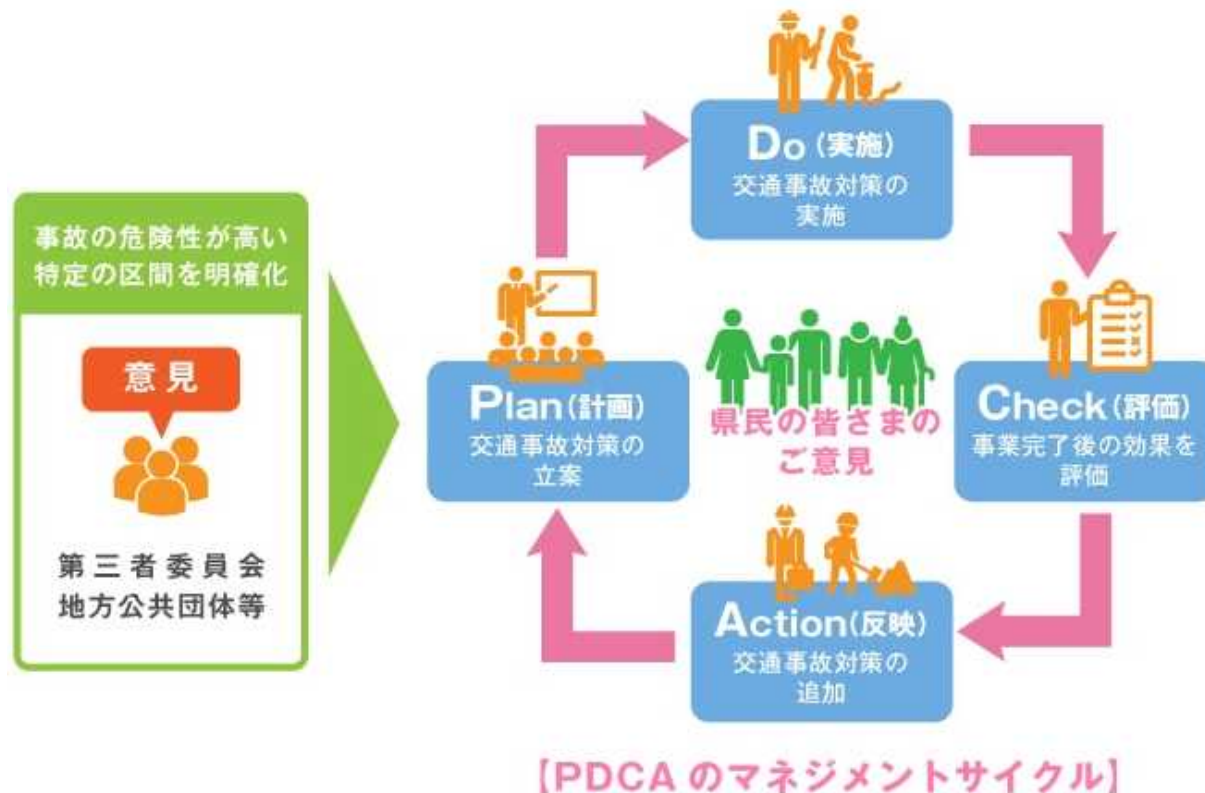 事故の危険性が高い
特定の区間を明確化
意見
第三者委員会
地方公共団体等
Plan(計画)
交通事故対策の
立案
Do(実施)
交通事故対策の
実施
Check(評価)
事業完了後の効果を
評価
Action(反映)
交通事故対策の
追加
県民の皆さまの
ご意見
【PDCAのマネジメントサイクル】